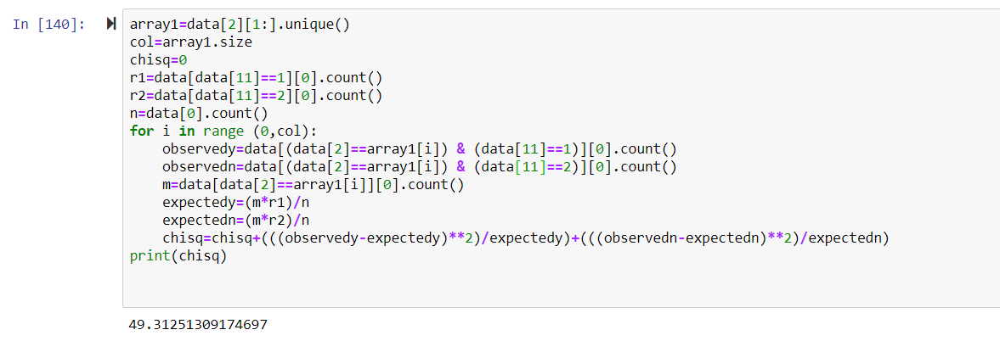 In [140]:
array1=data[2][1:].unique()
col=array1.size
chisq=0
r1=data[data[11]==1][0].count()
r2=data[data[11]==2][0].count()
n=data[0].count()
for i in range (0,col):
    observedy=data[(data[2]==array1[i]) & (data[11]==1)][0].count()
    observedn=data[(data[2]==array1[i]) & (data[11]==2)][0].count()
    m=data[data[2]==array1[i]][0].count()
    expectedy=(m*r1)/n
    expectedn=(m*r2)/n
    chisq=chisq+(((observedy-expectedy)**2)/expectedy)+(((observedn-expectedn)**2)/expectedn)
print(chisq)
49.31251309174697